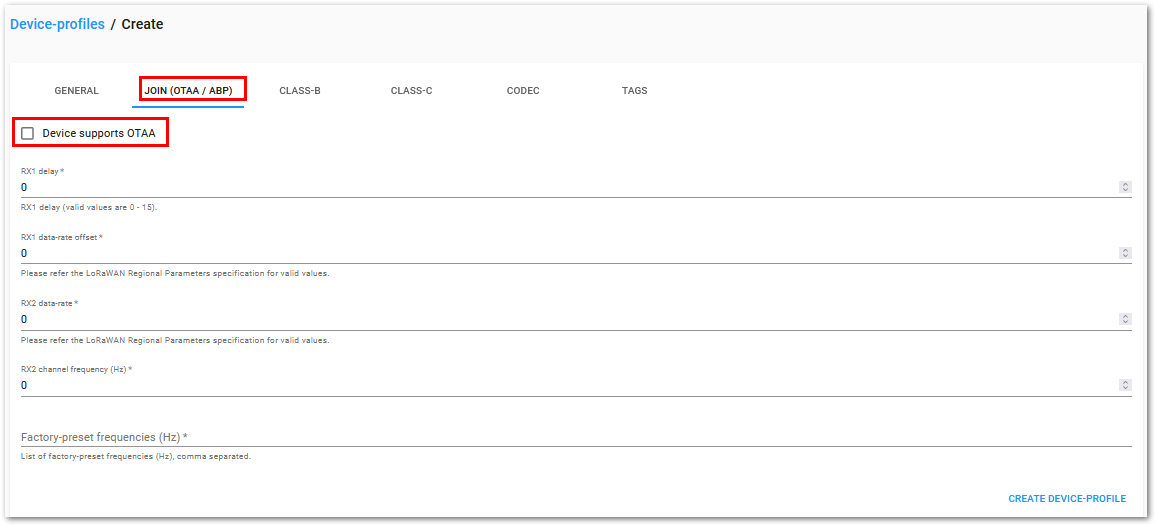 Device-profiles / Create
GENERAL JOIN (OTAA / ABP) CLASS-B CLASS-C CODEC TAGS
Device supports OTAA
RX1 delay *
0
RX1 delay (valid values are 0 - 15).
RX1 data-rate offset *
0
Please refer the LoRaWAN Regional Parameters specification for valid values.
RX2 data-rate *
0
Please refer the LoRaWAN Regional Parameters specification for valid values.
RX2 channel frequency (Hz) *
0
Factory-preset frequencies (Hz) *
List of factory-preset frequencies (Hz), comma separated.
CREATE DEVICE-PROFILE